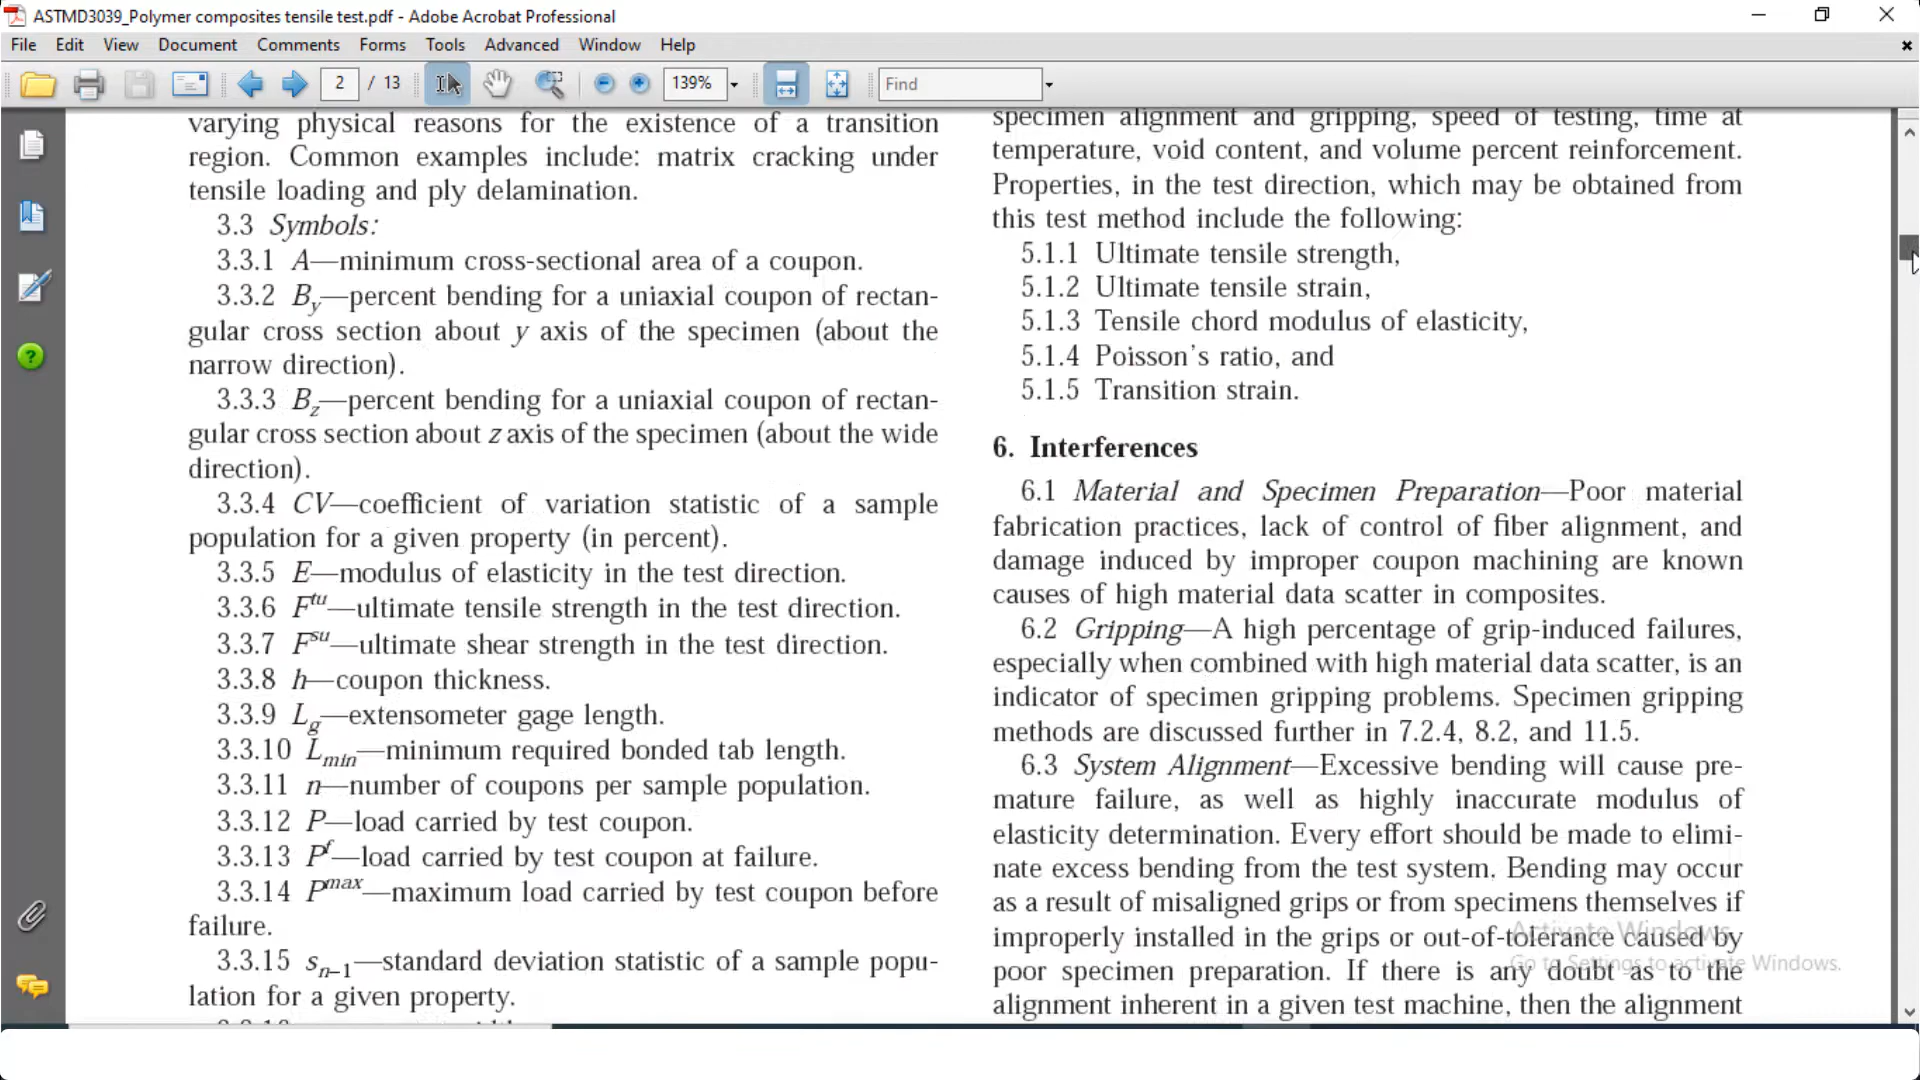 ASTMD3039_Polymer composites tensile test.pdf - Adobe Acrobat Professional
File Edit View Document Comments Forms Tools Advanced Window Help
2 / 13 139% Find
varying physical reasons for the existence of a transition
region. Common examples include: matrix cracking under
tensile loading and ply delamination.
3.3 Symbols:
3.3.1 A—minimum cross-sectional area of a coupon.
3.3.2 By—percent bending for a uniaxial coupon of rectan-
gular cross section about y axis of the specimen (about the
narrow direction).
3.3.3 Bz—percent bending for a uniaxial coupon of rectan-
gular cross section about z axis of the specimen (about the wide
direction).
3.3.4 CV—coefficient of variation statistic of a sample
population for a given property (in percent).
3.3.5 E—modulus of elasticity in the test direction.
3.3.6 Ftu—ultimate tensile strength in the test direction.
3.3.7 Fsu—ultimate shear strength in the test direction.
3.3.8 h—coupon thickness.
3.3.9 Lg—extensometer gage length.
3.3.10 Lmin—minimum required bonded tab length.
3.3.11 n—number of coupons per sample population.
3.3.12 P—load carried by test coupon.
3.3.13 Pf—load carried by test coupon at failure.
3.3.14 Pmax—maximum load carried by test coupon before
failure.
3.3.15 sn−1—standard deviation statistic of a sample popu-
lation for a given property.
specimen alignment and gripping, speed of testing, time at
temperature, void content, and volume percent reinforcement.
Properties, in the test direction, which may be obtained from
this test method include the following:
5.1.1 Ultimate tensile strength,
5.1.2 Ultimate tensile strain,
5.1.3 Tensile chord modulus of elasticity,
5.1.4 Poisson's ratio, and
5.1.5 Transition strain.
6. Interferences
6.1 Material and Specimen Preparation—Poor material
fabrication practices, lack of control of fiber alignment, and
damage induced by improper coupon machining are known
causes of high material data scatter in composites.
6.2 Gripping—A high percentage of grip-induced failures,
especially when combined with high material data scatter, is an
indicator of specimen gripping problems. Specimen gripping
methods are discussed further in 7.2.4, 8.2, and 11.5.
6.3 System Alignment—Excessive bending will cause pre-
mature failure, as well as highly inaccurate modulus of
elasticity determination. Every effort should be made to elimi-
nate excess bending from the test system. Bending may occur
as a result of misaligned grips or from specimens themselves if
improperly installed in the grips or out-of-tolerance caused by
poor specimen preparation. If there is any doubt as to the
alignment inherent in a given test machine, then the alignment
Activate Windows
Go to Settings to activate Windows.